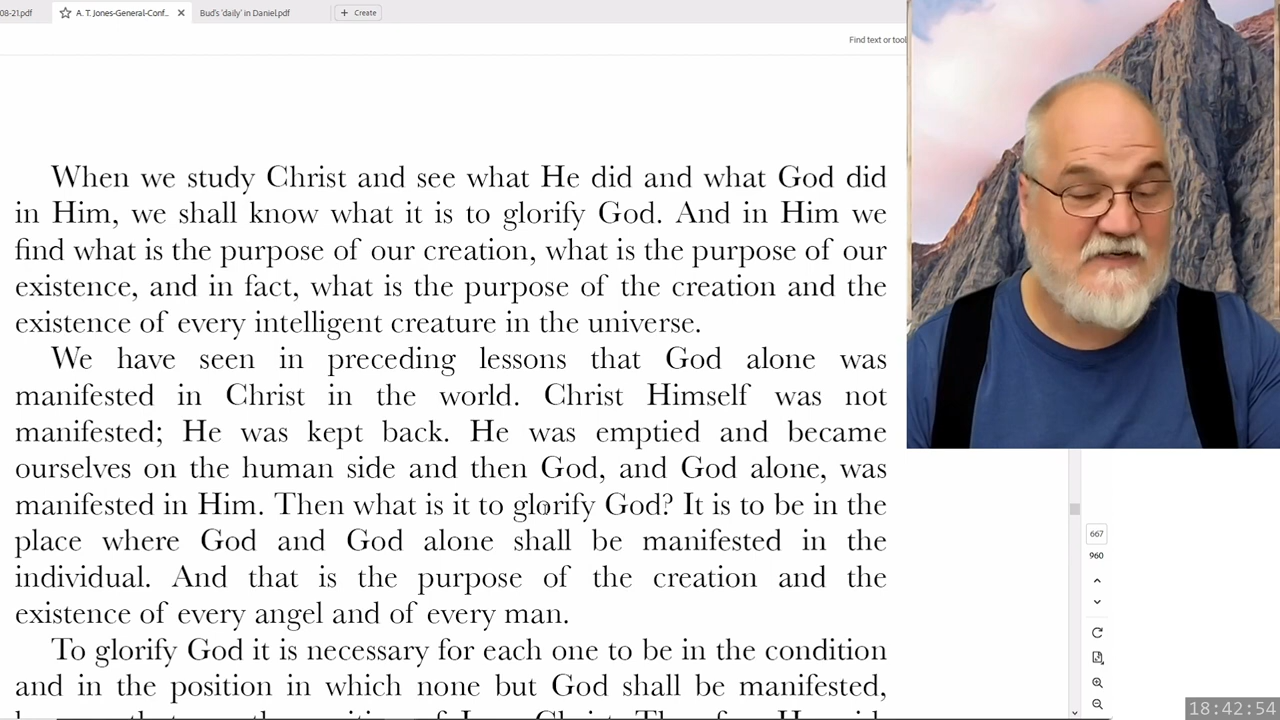 08-21.pdf
A. T. Jones-General-Conf...
Bud's 'daily' in Daniel.pdf
+ Create
Find text or tool
When we study Christ and see what He did and what God did
in Him, we shall know what it is to glorify God. And in Him we
find what is the purpose of our creation, what is the purpose of our
existence, and in fact, what is the purpose of the creation and the
existence of every intelligent creature in the universe.
We have seen in preceding lessons that God alone was
manifested in Christ in the world. Christ Himself was not
manifested; He was kept back. He was emptied and became
ourselves on the human side and then God, and God alone, was
manifested in Him. Then what is it to glorify God? It is to be in the
place where God and God alone shall be manifested in the
individual. And that is the purpose of the creation and the
existence of every angel and of every man.
To glorify God it is necessary for each one to be in the condition
and in the position in which none but God shall be manifested,
667
960
18:42:54